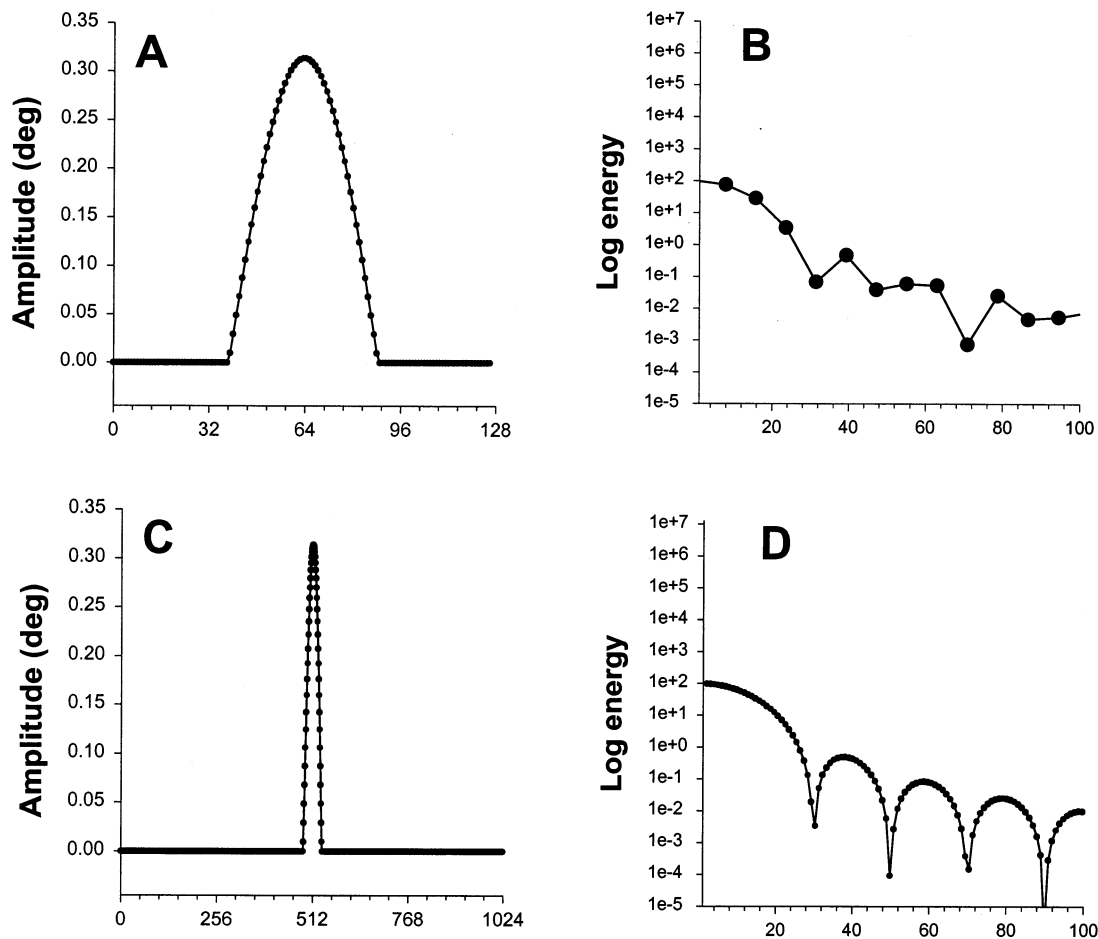 A
Amplitude (deg)
0.35
0.30
0.25
0.20
0.15
0.10
0.05
0.00
0 32 64 96 128
B
Log energy
1e+7
1e+6
1e+5
1e+4
1e+3
1e+2
1e+1
1e+0
1e-1
1e-2
1e-3
1e-4
1e-5
20 40 60 80 100
C
Amplitude (deg)
0.35
0.30
0.25
0.20
0.15
0.10
0.05
0.00
0 256 512 768 1024
D
Log energy
1e+7
1e+6
1e+5
1e+4
1e+3
1e+2
1e+1
1e+0
1e-1
1e-2
1e-3
1e-4
1e-5
20 40 60 80 100